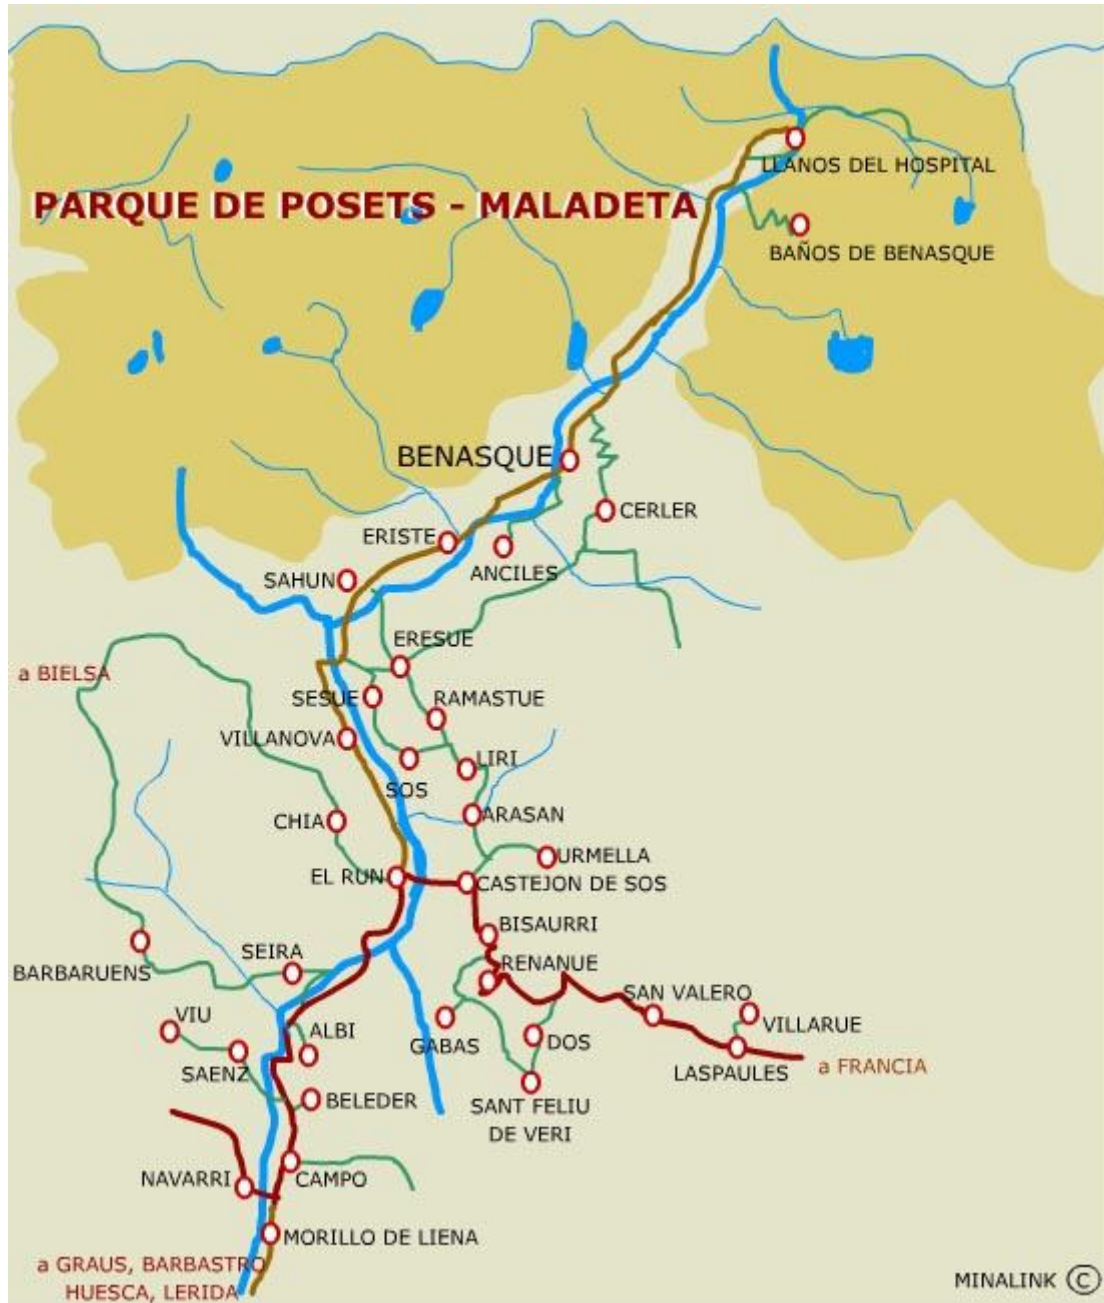 LLANOS DEL HOSPITAL
PARQUE DE POSETS - MALADETA
BAÑOS DE BENASQUE
BENASQUE
CERLER
ERISTE
ANCILES
SAHUN
ERESUE
a BIELSA
SESUE
RAMASTUE
VILLANOVA
LIRI
SOS
CHIA
ARASAN
URMELLA
EL RUN
CASTEJON DE SOS
BISAURRI
SEIRA
RENANUE
BARBARUENS
SAN VALERO
VIU
VILLARUE
ALBI
GABAS
DOS
SAENZ
LASPAULES
a FRANCIA
BELEDER
SANT FELIU
DE VERI
NAVARRI
CAMPO
MORILLO DE LIENA
a GRAUS, BARBASTRO
HUESCA, LERIDA
MINALINK ©